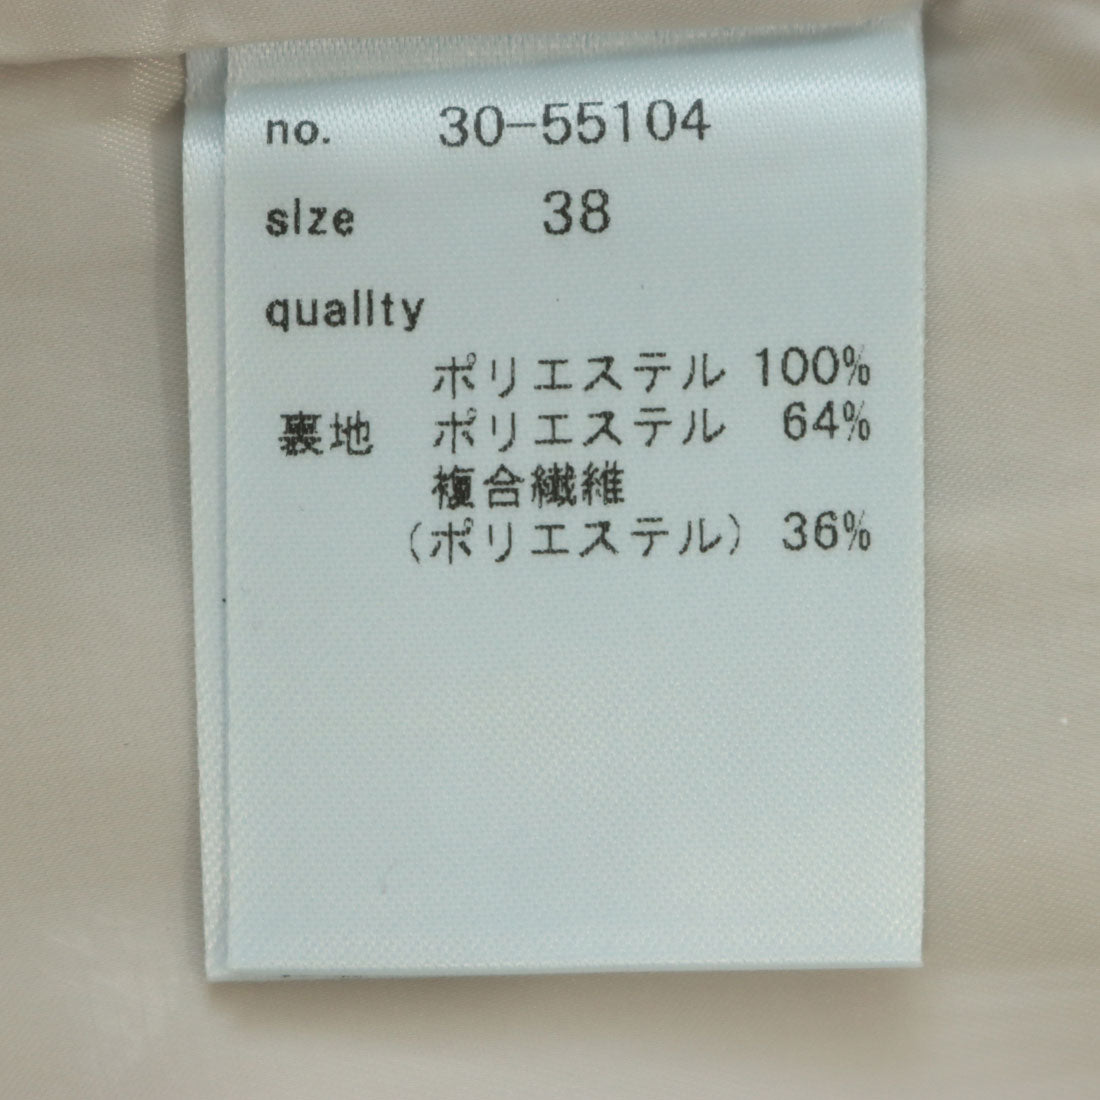 no. 30-55104
size 38
quality
ポリエステル 100%
裏地 ポリエステル 64%
複合繊維
(ポリエステル) 36%